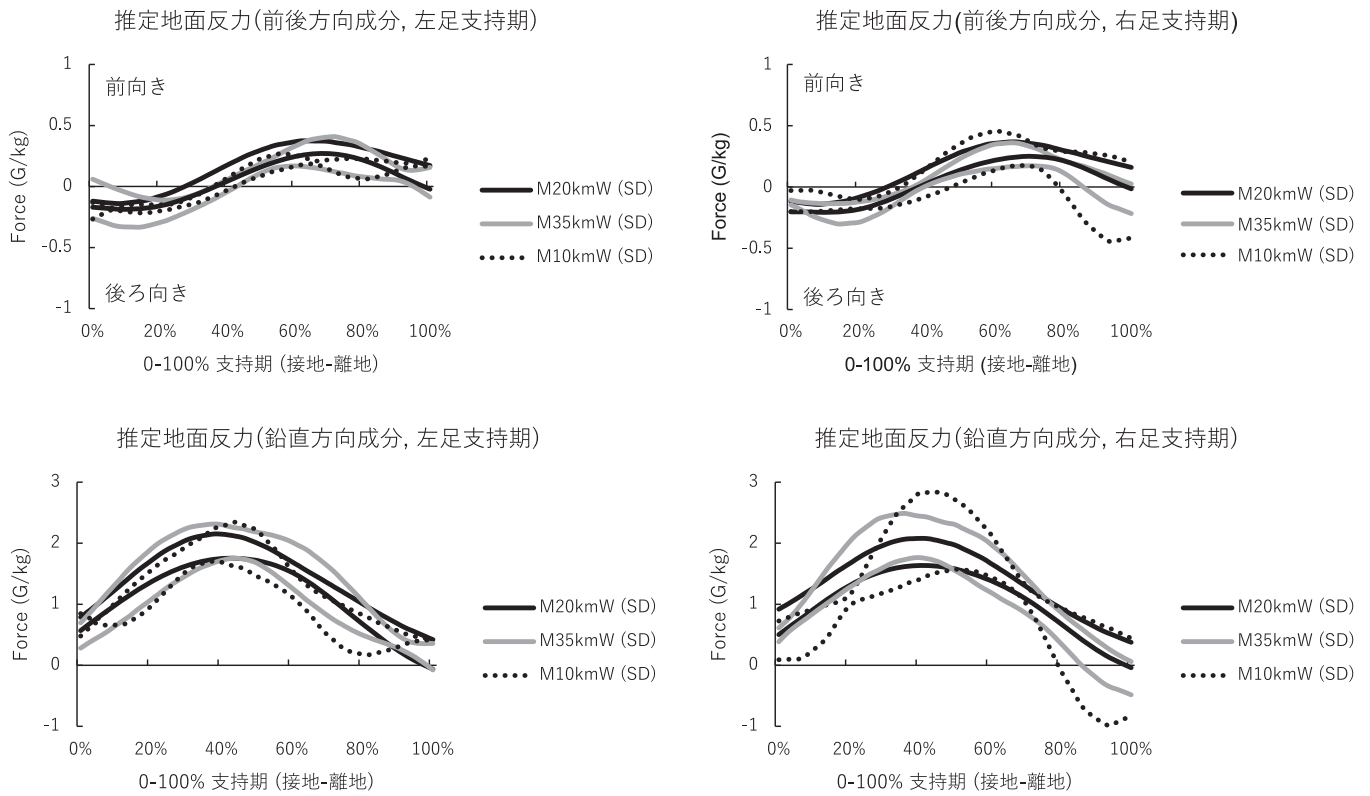 推定地面反力(前後方向成分, 左足支持期)
1
0.5
0
-0.5
-1
Force (G/kg)
前向き
後ろ向き
0% 20% 40% 60% 80% 100%
0-100% 支持期 (接地-離地)
M20kmW (SD)
M35kmW (SD)
M10kmW (SD)
推定地面反力(前後方向成分, 右足支持期)
1
0.5
0
-0.5
-1
Force (G/kg)
前向き
後ろ向き
0% 20% 40% 60% 80% 100%
0-100% 支持期 (接地-離地)
M20kmW (SD)
M35kmW (SD)
M10kmW (SD)
推定地面反力(鉛直方向成分, 左足支持期)
3
2
1
0
-1
Force (G/kg)
0% 20% 40% 60% 80% 100%
0-100% 支持期 (接地-離地)
M20kmW (SD)
M35kmW (SD)
M10kmW (SD)
推定地面反力(鉛直方向成分, 右足支持期)
3
2
1
0
-1
Force (G/kg)
0% 20% 40% 60% 80% 100%
0-100% 支持期 (接地-離地)
M20kmW (SD)
M35kmW (SD)
M10kmW (SD)